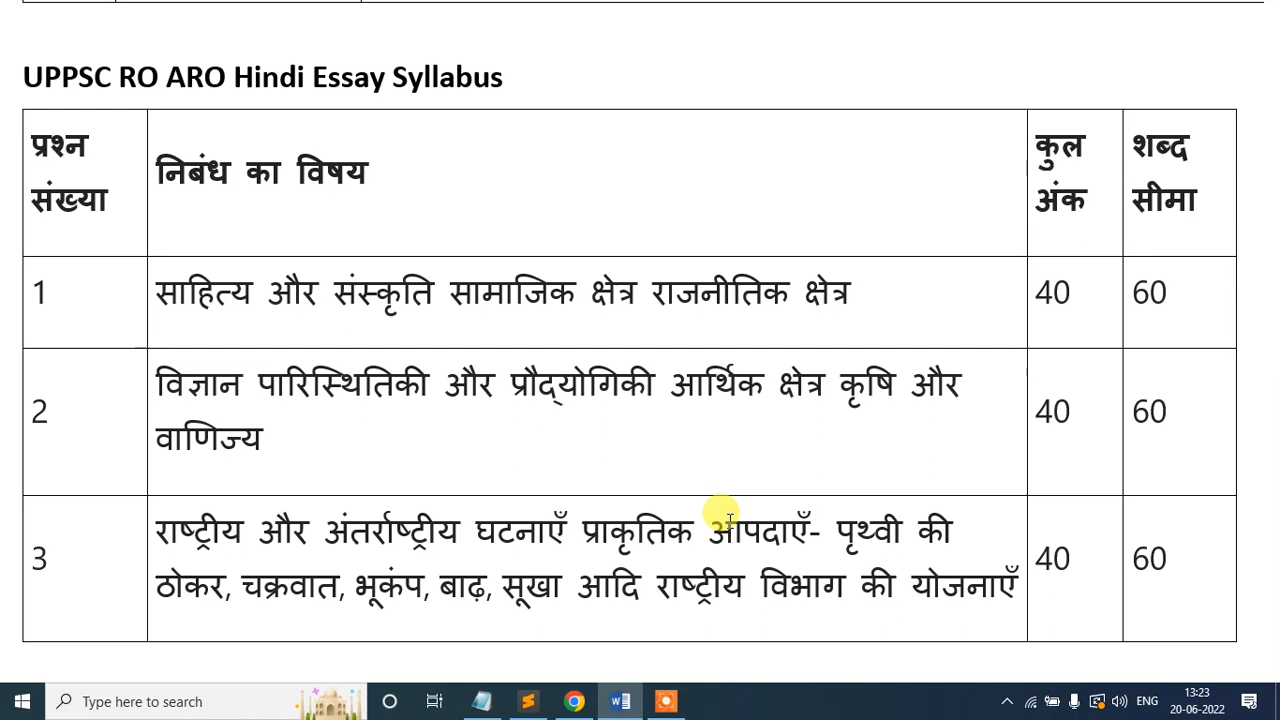 UPPSC RO ARO Hindi Essay Syllabus
प्रश्न संख्या निबंध का विषय कुल अंक शब्द सीमा
1 साहित्य और संस्कृति सामाजिक क्षेत्र राजनीतिक क्षेत्र 40 60
2 विज्ञान पारिस्थितिकी और प्रौद्योगिकी आर्थिक क्षेत्र कृषि और
वाणिज्य 40 60
3 राष्ट्रीय और अंतर्राष्ट्रीय घटनाएँ प्राकृतिक आपदाएँ- पृथ्वी की
ठोकर, चक्रवात, भूकंप, बाढ़, सूखा आदि राष्ट्रीय विभाग की योजनाएँ 40 60
Type here to search
ENG
13:23
20-06-2022